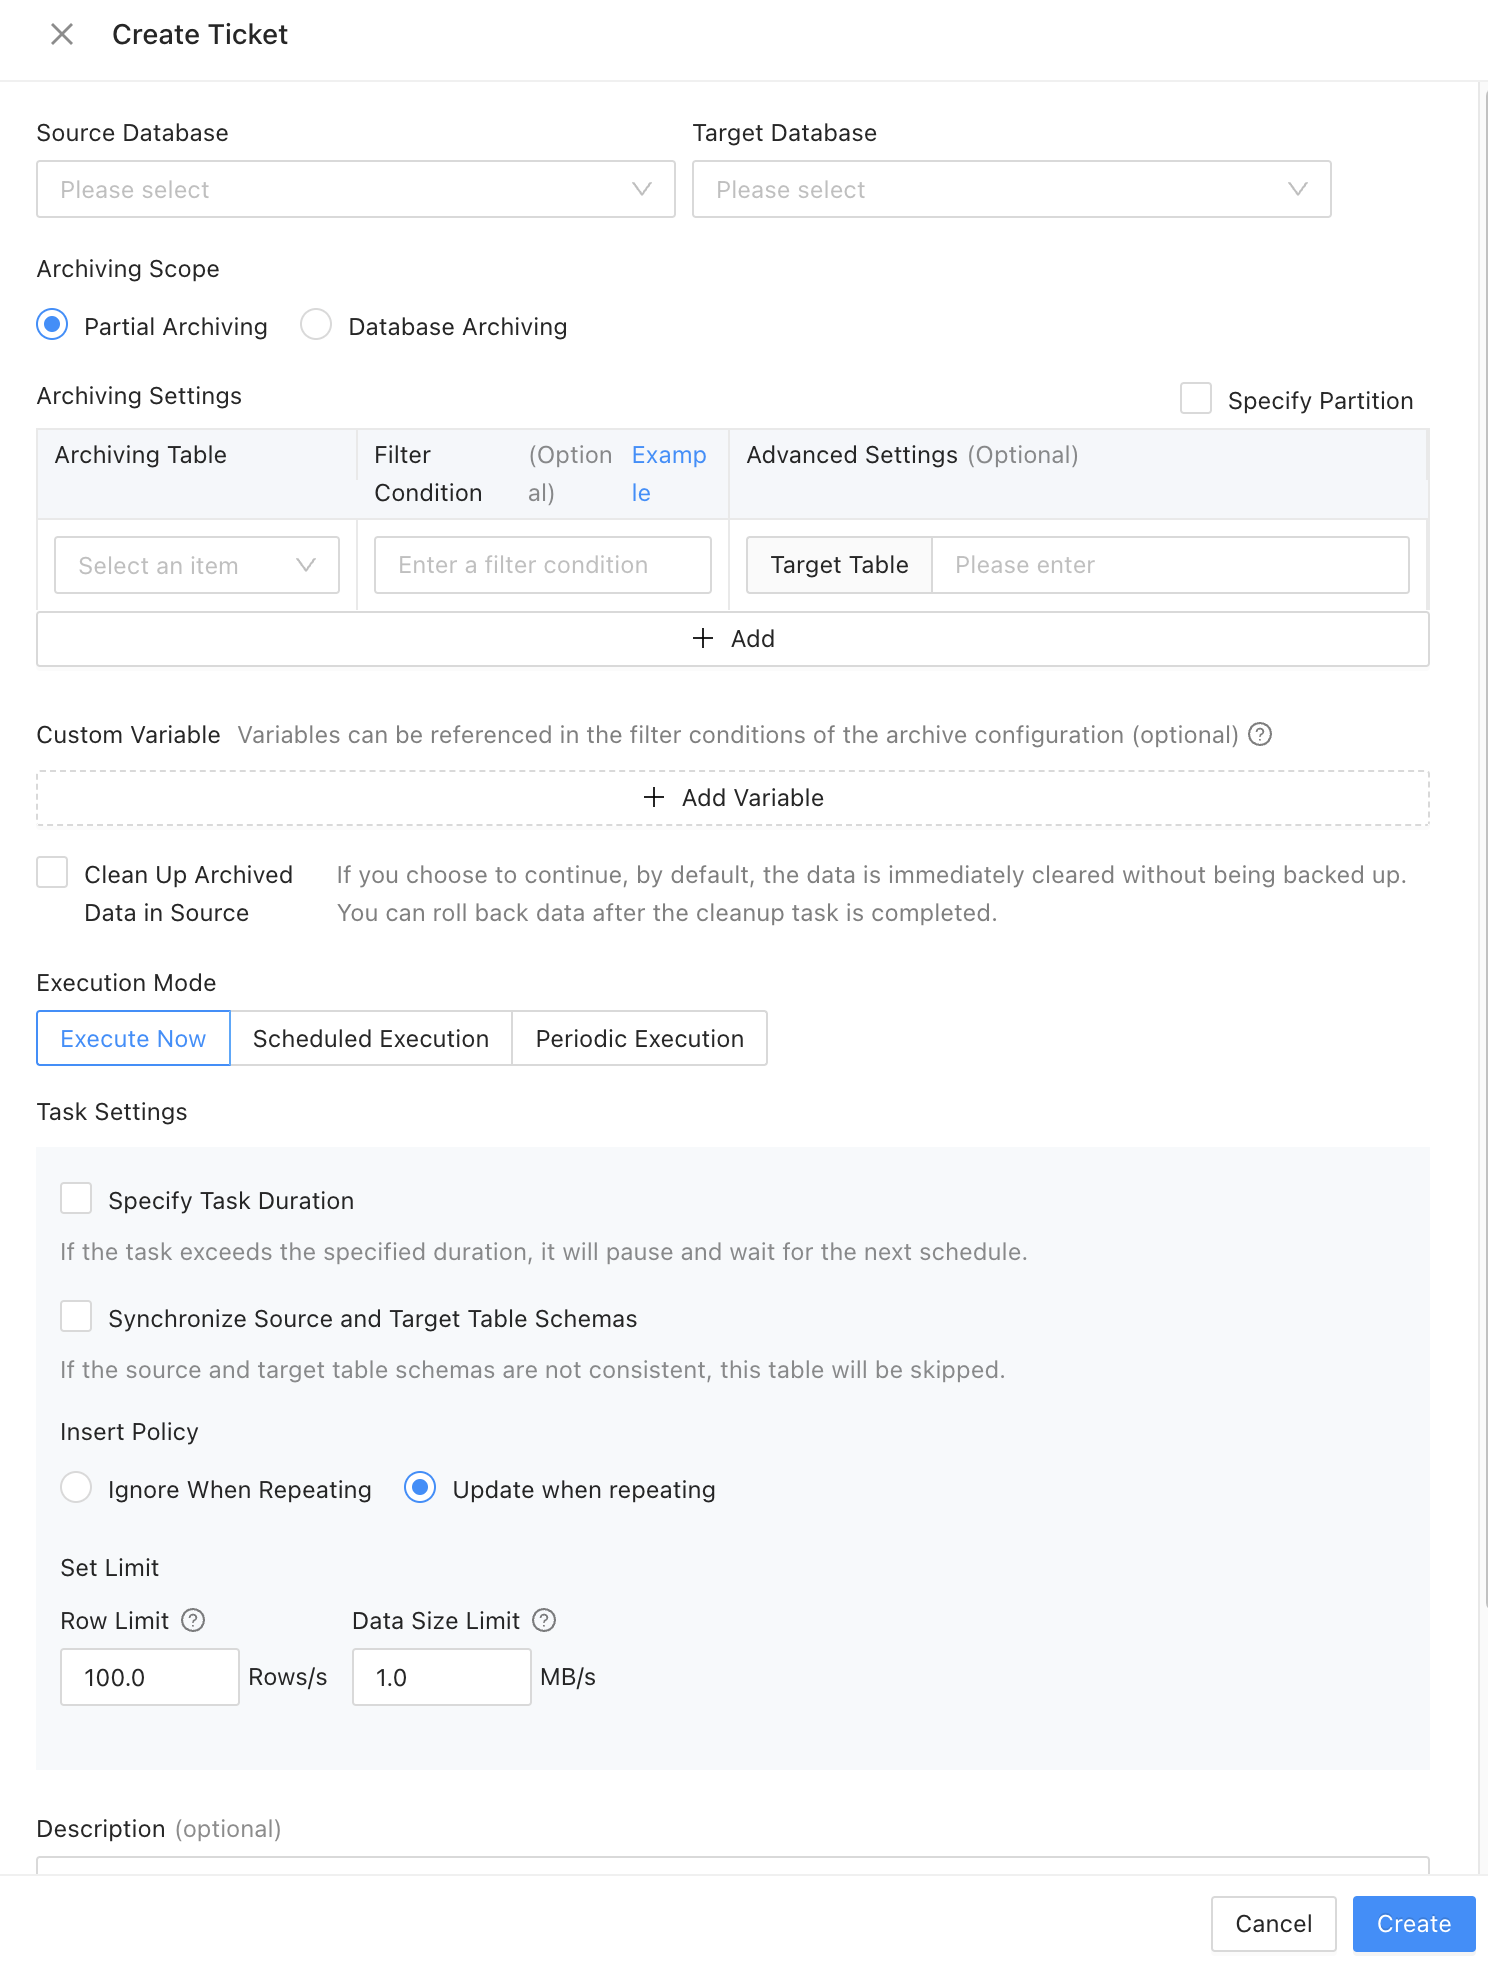 Create Ticket
Source Database
Target Database
Please select
Please select
Archiving Scope
Partial Archiving
Database Archiving
Archiving Settings
Specify Partition
Archiving Table
Filter Condition
(Optional)
Example
Advanced Settings (Optional)
Select an item
Enter a filter condition
Target Table
Please enter
Add
Custom Variable Variables can be referenced in the filter conditions of the archive configuration (optional) ?
Add Variable
Clean Up Archived
Data in Source
If you choose to continue, by default, the data is immediately cleared without being backed up.
You can roll back data after the cleanup task is completed.
Execution Mode
Execute Now
Scheduled Execution
Periodic Execution
Task Settings
Specify Task Duration
If the task exceeds the specified duration, it will pause and wait for the next schedule.
Synchronize Source and Target Table Schemas
If the source and target table schemas are not consistent, this table will be skipped.
Insert Policy
Ignore When Repeating
Update when repeating
Set Limit
Row Limit ?
Data Size Limit ?
100.0 Rows/s
1.0 MB/s
Description (optional)
Cancel
Create